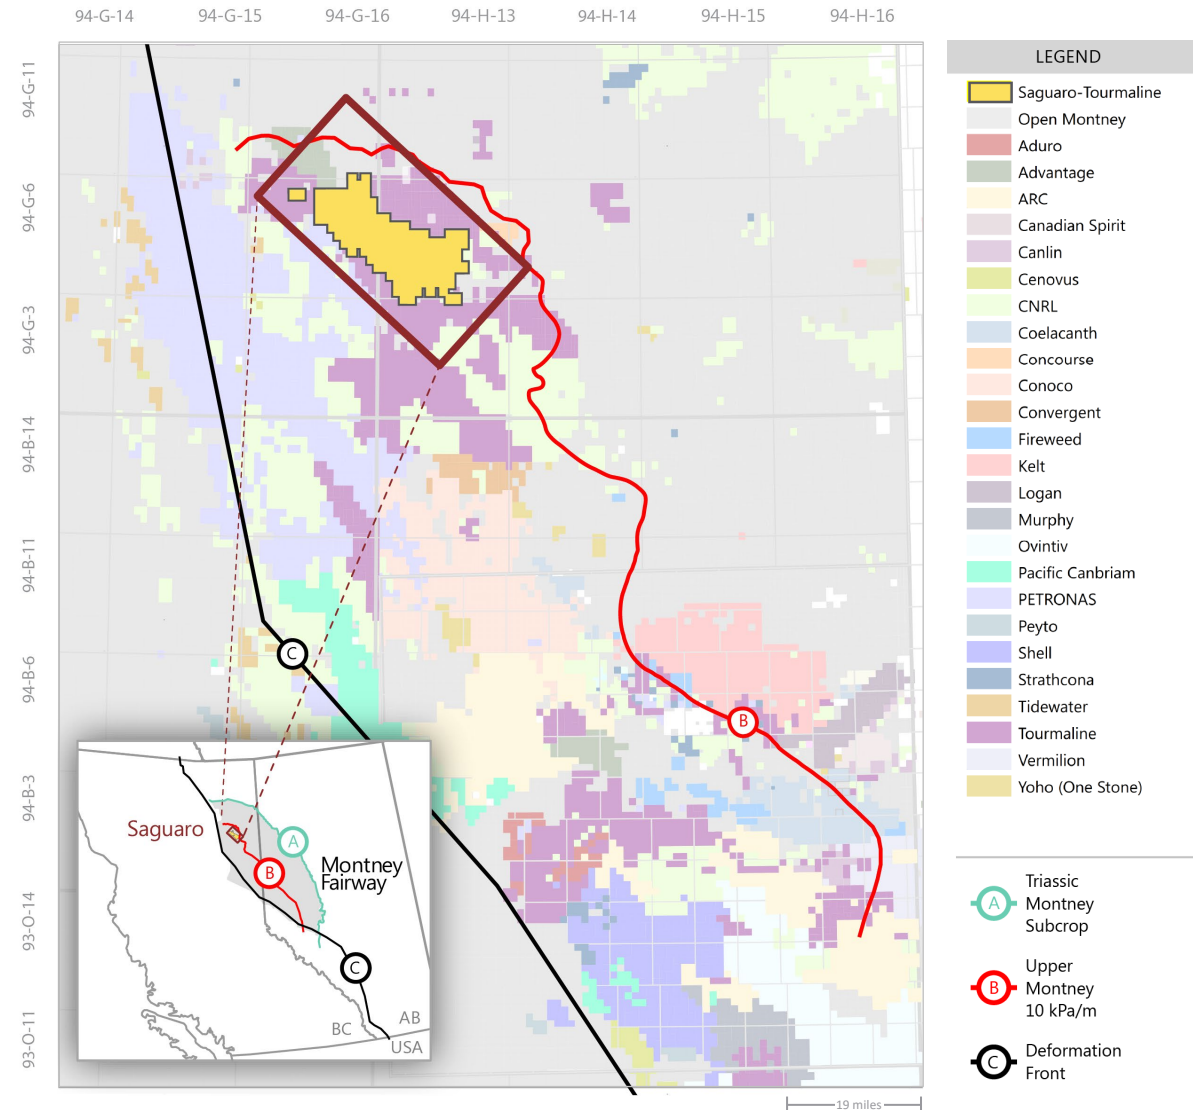 94-G-14
94-G-15
94-G-16
94-H-13
94-H-14
94-H-15
94-H-16
94-G-11
94-G-6
94-G-3
94-B-14
94-B-11
94-B-6
94-B-3
93-O-14
93-O-11
C
B
Saguaro
A
B
Montney
Fairway
C
BC
AB
USA
19 miles
LEGEND
Saguaro-Tourmaline
Open Montney
Aduro
Advantage
ARC
Canadian Spirit
Canlin
Cenovus
CNRL
Coelacanth
Concourse
Conoco
Convergent
Fireweed
Kelt
Logan
Murphy
Ovintiv
Pacific Canbriam
PETRONAS
Peyto
Shell
Strathcona
Tidewater
Tourmaline
Vermilion
Yoho (One Stone)
A
Triassic
Montney
Subcrop
B
Upper
Montney
10 kPa/m
C
Deformation
Front